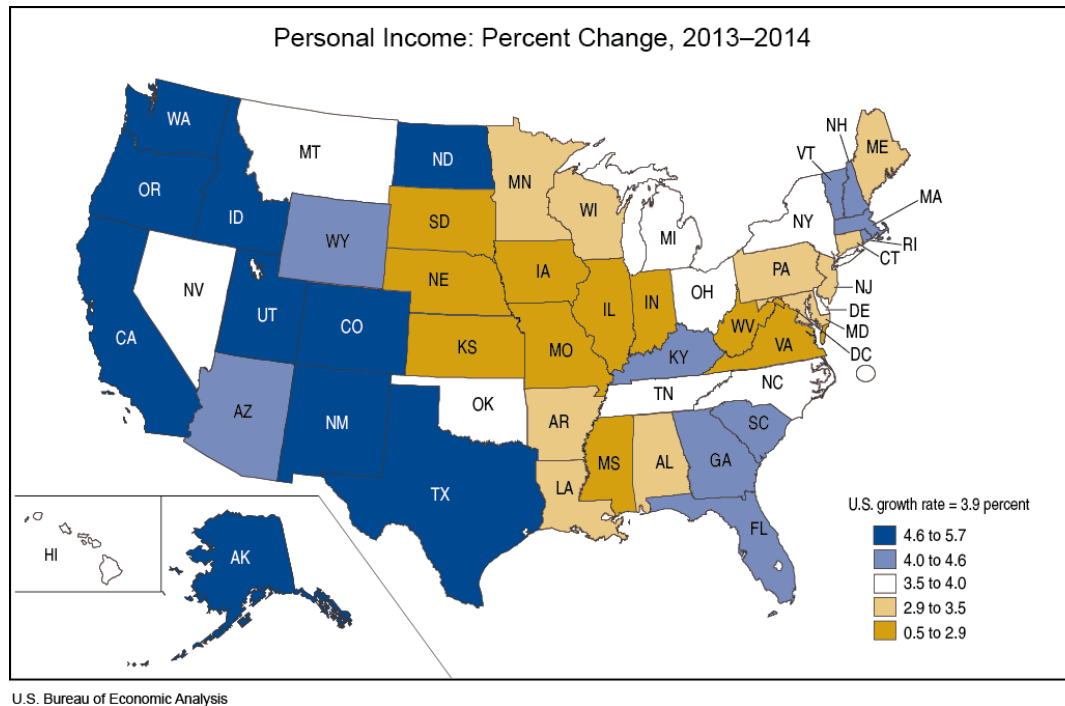 Personal Income: Percent Change, 2013–2014
WA
MT
ND
MN
NH
VT
ME
OR
ID
WY
SD
WI
MI
NY
MA
RI
CT
NV
UT
CO
NE
IA
IL
IN
OH
PA
NJ
DE
MD
DC
CA
KS
MO
KY
WV
VA
AZ
NM
OK
AR
TN
NC
SC
TX
LA
MS
AL
GA
FL
HI
AK
U.S. growth rate = 3.9 percent
4.6 to 5.7
4.0 to 4.6
3.5 to 4.0
2.9 to 3.5
0.5 to 2.9
U.S. Bureau of Economic Analysis